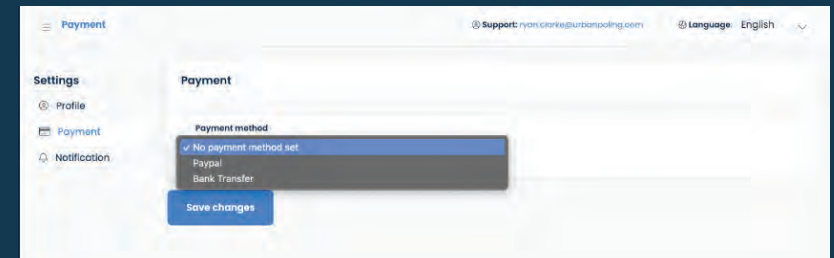 Payment
Support: ryan.clarke@urbanpoling.com
Language: English
Settings
Profile
Payment
Notification
Payment
Payment method
✓ No payment method set
Paypal
Bank Transfer
Save changes